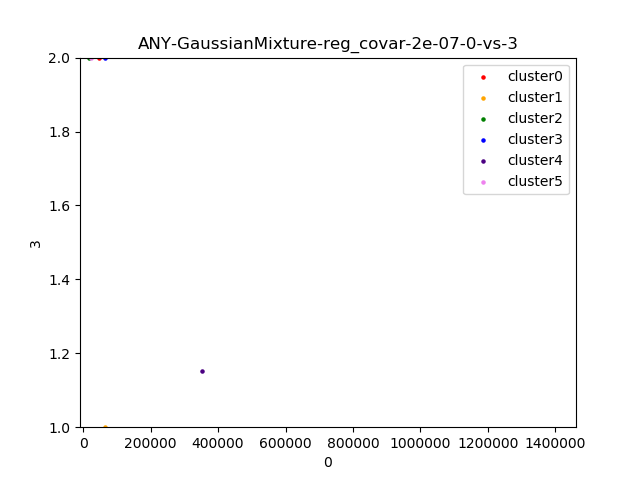 ANY-GaussianMixture-reg_covar-2e-07-0-vs-3
2.0
1.8
1.6
1.4
1.2
1.0
3
0 200000 400000 600000 800000 1000000 1200000 1400000
0
cluster0
cluster1
cluster2
cluster3
cluster4
cluster5